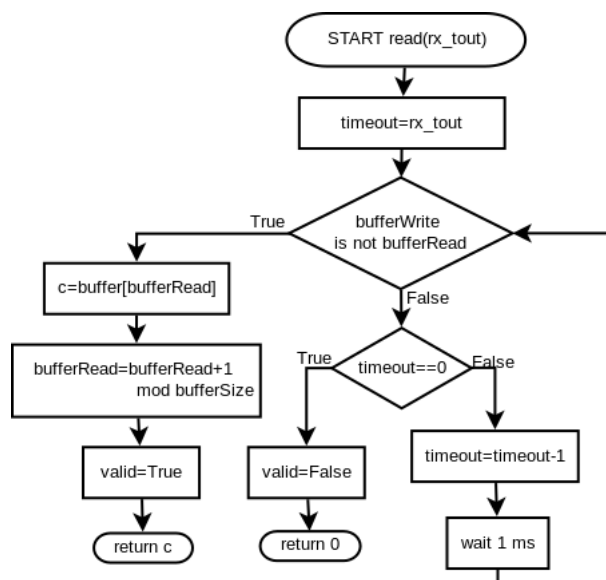 START read(rx_tout)
timeout=rx_tout
bufferWrite
is not bufferRead
True
False
c=buffer[bufferRead]
bufferRead=bufferRead+1
mod bufferSize
valid=True
return c
timeout==0
True
False
valid=False
return 0
timeout=timeout-1
wait 1 ms